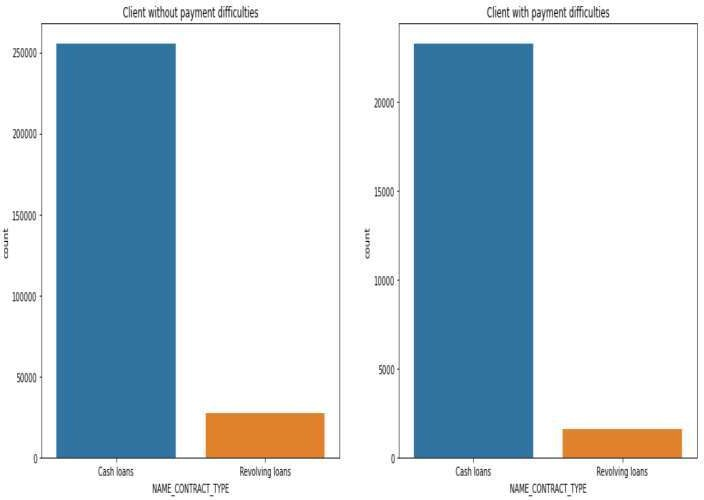 Client without payment difficulties
250000
200000
150000
100000
50000
0
count
Cash loans
Revolving loans
NAME_CONTRACT_TYPE
Client with payment difficulties
20000
15000
10000
5000
0
count
Cash loans
Revolving loans
NAME_CONTRACT_TYPE